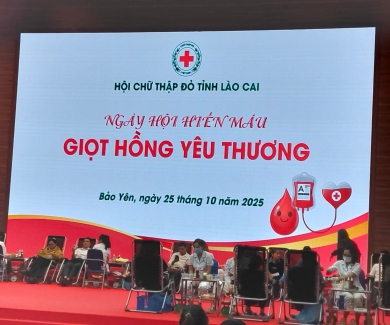 HỘI CHỮ THẬP ĐỎ TỈNH LÀO CAI
NGÀY HỘI HIẾN MÁU
GIỌT HỒNG YÊU THƯƠNG
Bảo Yên, ngày 25 tháng 10 năm 2025
A